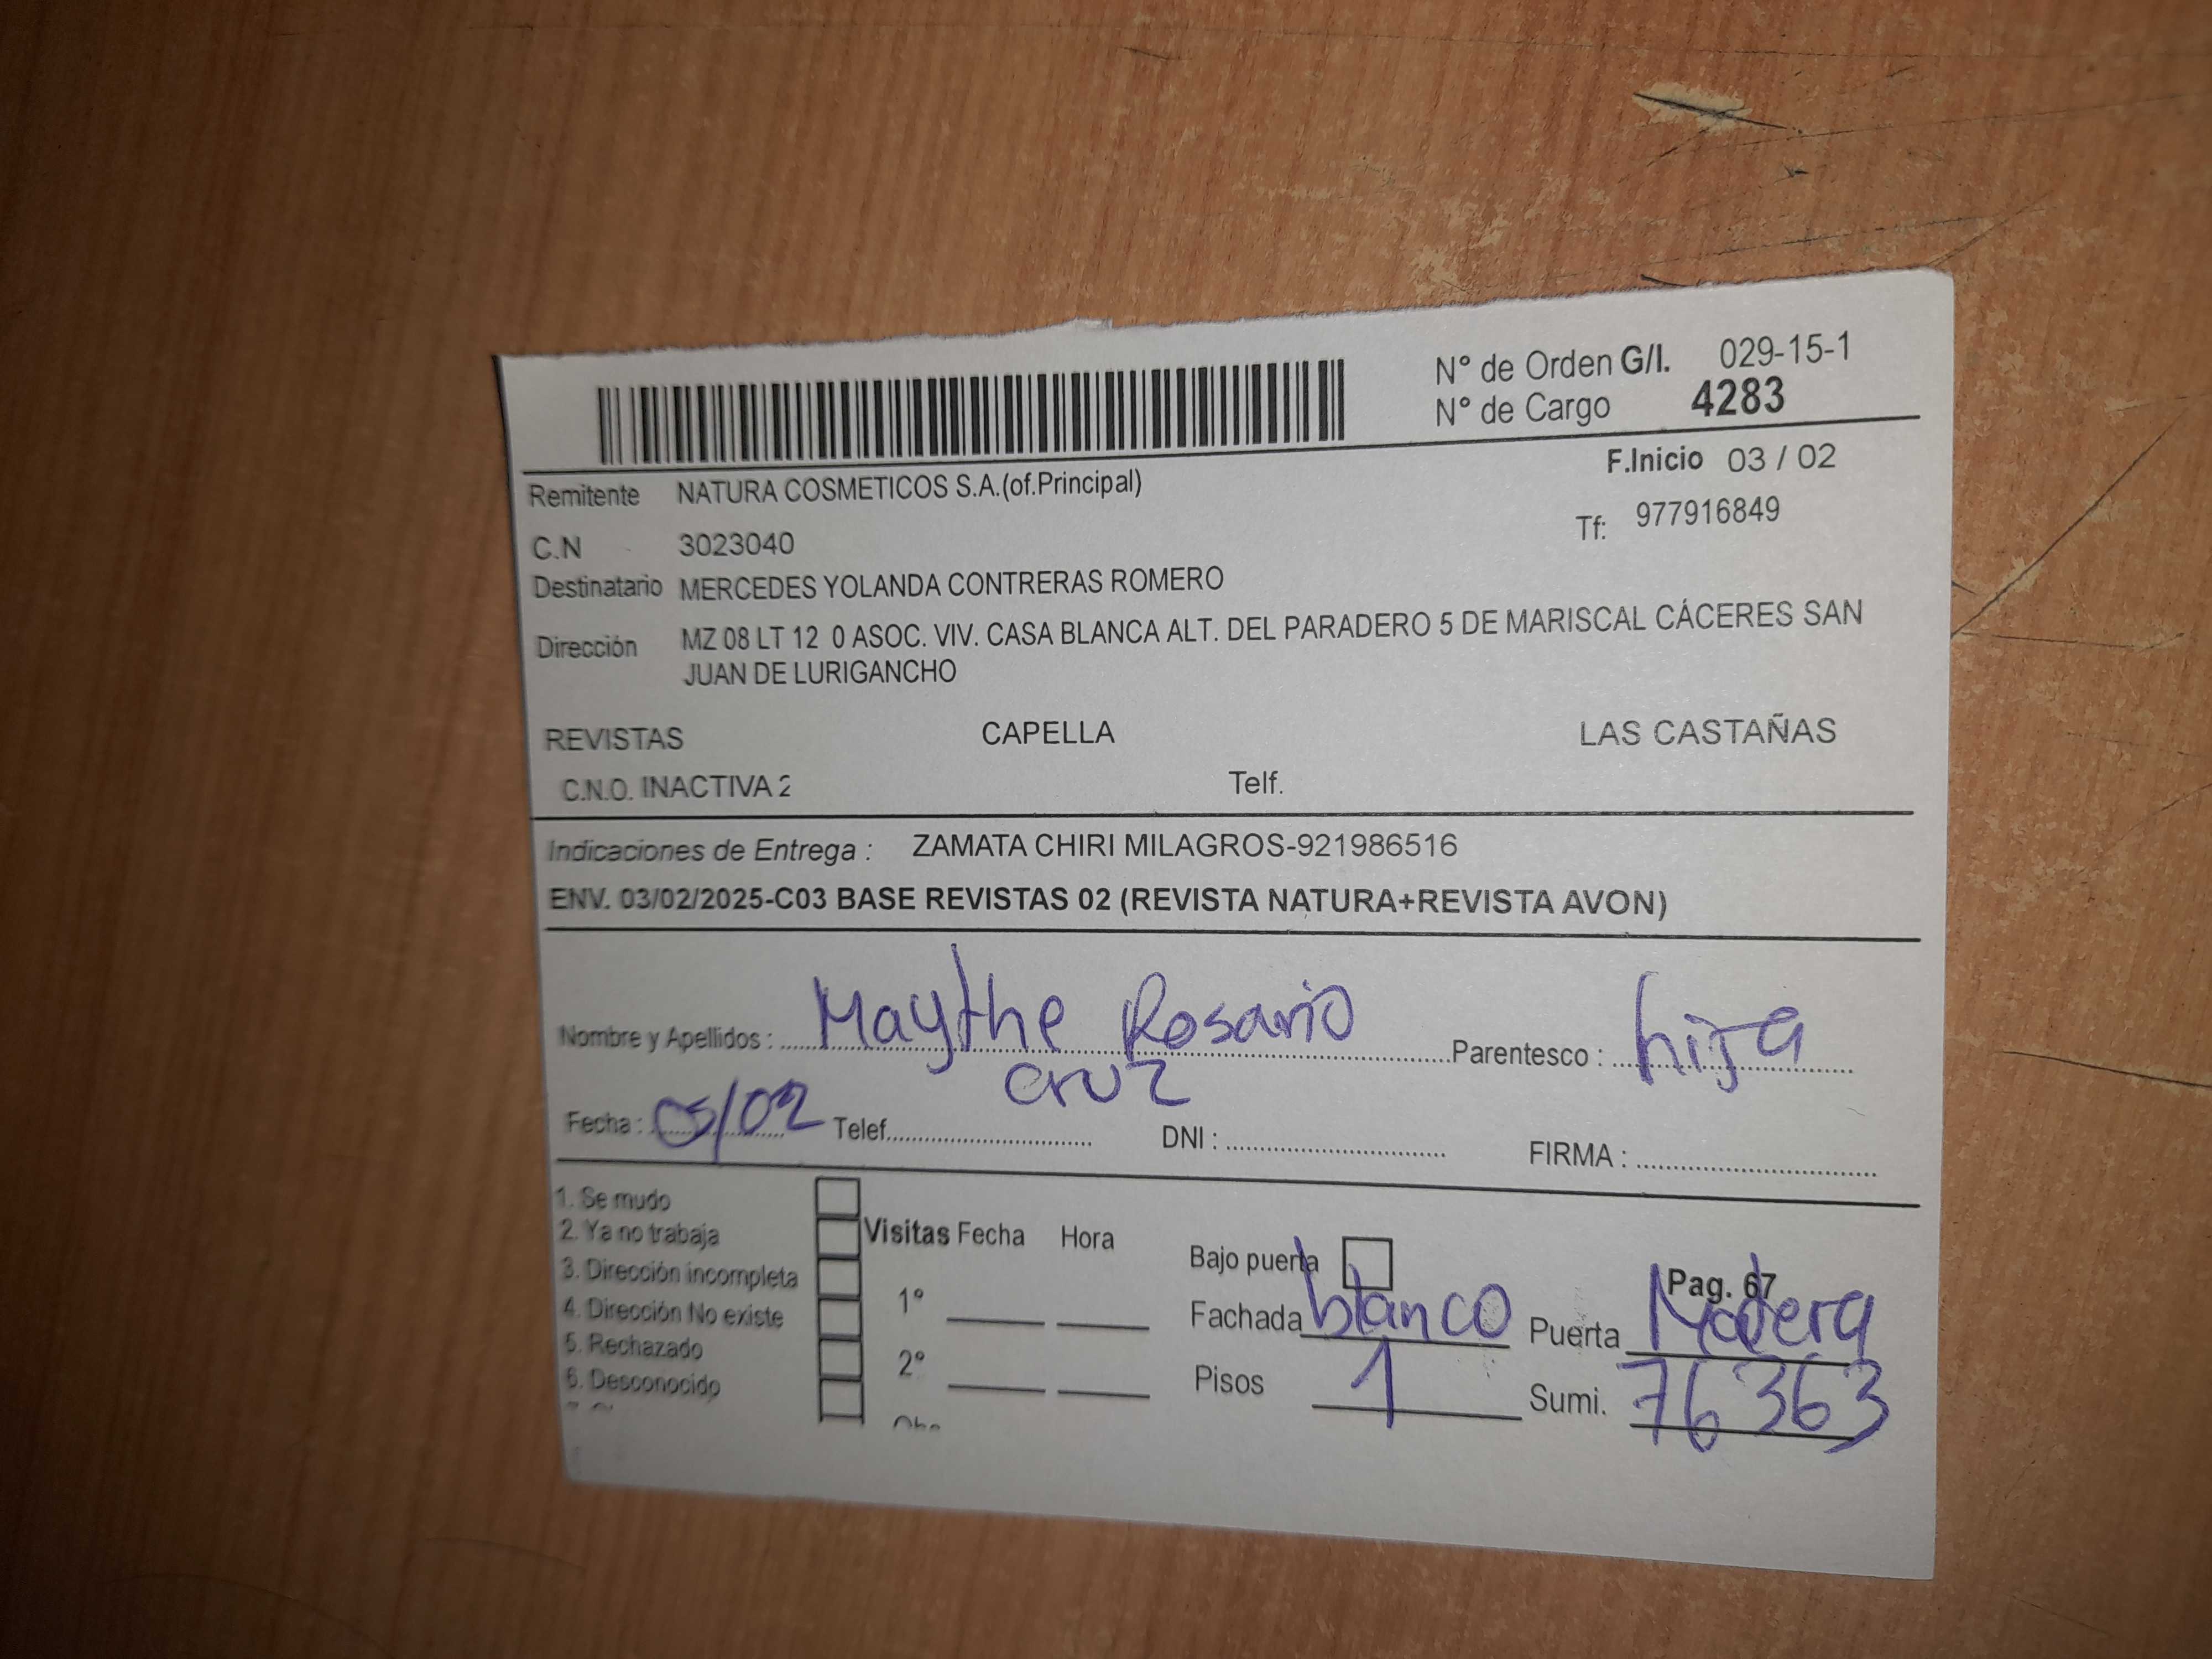 N° de Orden G/I. 029-15-1
N° de Cargo 4283
F.Inicio 03 / 02
Remitente NATURA COSMETICOS S.A.(of.Principal)
Tf: 977916849
C.N 3023040
Destinatario MERCEDES YOLANDA CONTRERAS ROMERO
Dirección MZ 08 LT 12 0 ASOC. VIV. CASA BLANCA ALT. DEL PARADERO 5 DE MARISCAL CÁCERES SAN
JUAN DE LURIGANCHO
REVISTAS CAPELLA LAS CASTAÑAS
C.N.O. INACTIVA 2 Telf.
Indicaciones de Entrega : ZAMATA CHIRI MILAGROS-921986516
ENV. 03/02/2025-C03 BASE REVISTAS 02 (REVISTA NATURA+REVISTA AVON)
Nombre y Apellidos : Maythe Rosario Parentesco : hija
cruz
Fecha : 05/02 Telef. DNI : FIRMA :
1. Se mudo
2. Ya no trabaja Visitas Fecha Hora
3. Dirección incompleta Bajo puerta Pag. 67
4. Dirección No existe 1° Fachada blanco Puerta Madera
5. Rechazado
6. Desconocido 2° Pisos 1 Sumi. 76363